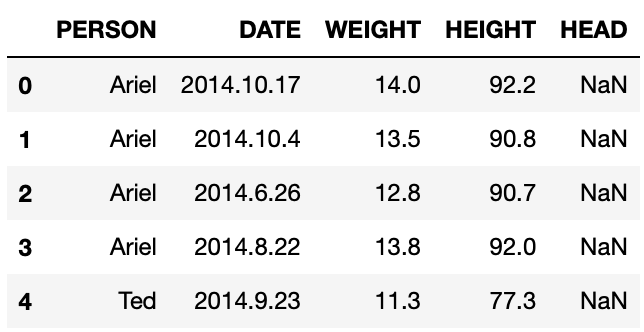 PERSON DATE WEIGHT HEIGHT HEAD
0 Ariel 2014.10.17 14.0 92.2 NaN
1 Ariel 2014.10.4 13.5 90.8 NaN
2 Ariel 2014.6.26 12.8 90.7 NaN
3 Ariel 2014.8.22 13.8 92.0 NaN
4 Ted 2014.9.23 11.3 77.3 NaN